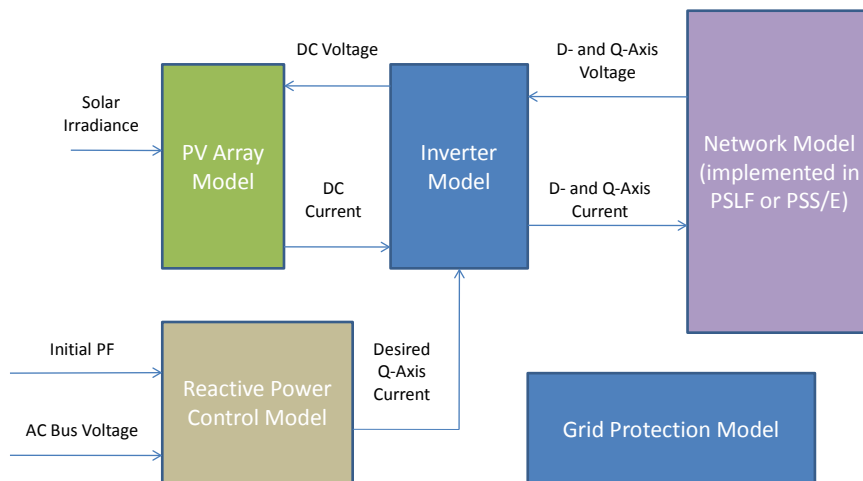 DC Voltage
D- and Q-Axis
Voltage
Solar
Irradiance
PV Array
Model
Inverter
Model
Network Model
(implemented in
PSLF or PSS/E)
DC
Current
D- and Q-Axis
Current
Initial PF
Desired
Q-Axis
Current
Reactive Power
Control Model
AC Bus Voltage
Grid Protection Model